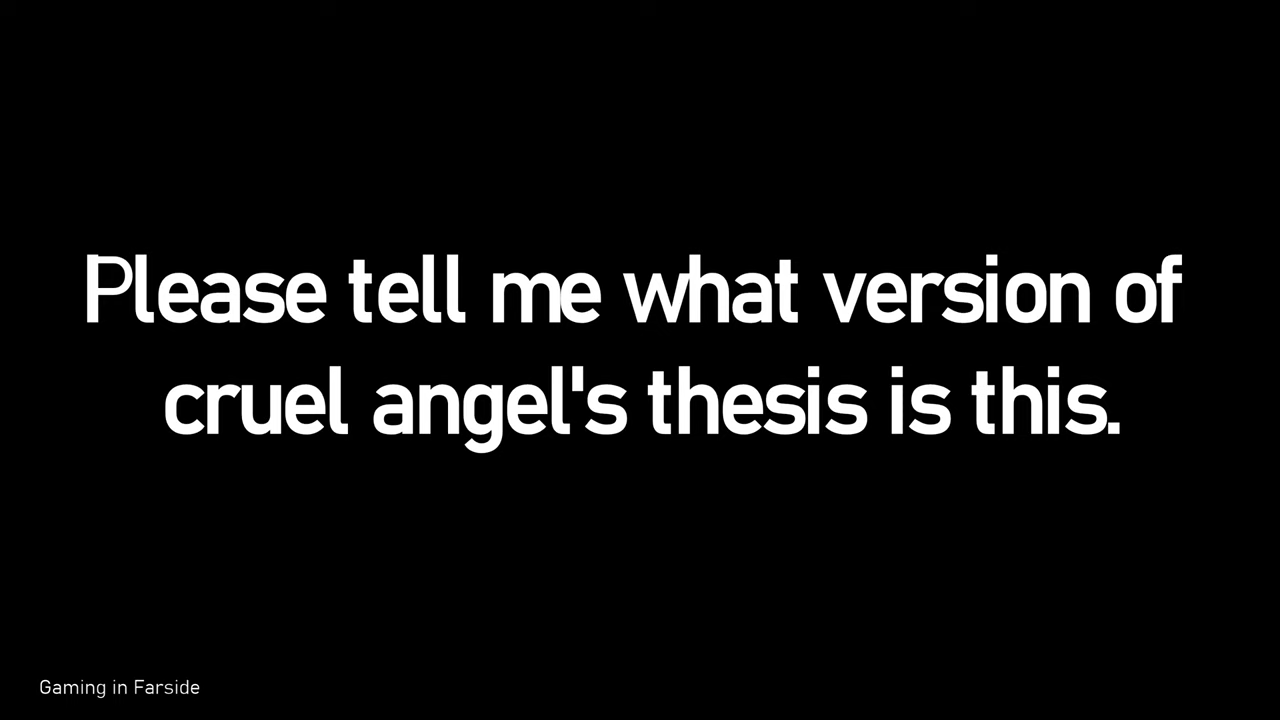 Please tell me what version of
cruel angel's thesis is this.
Gaming in Farside